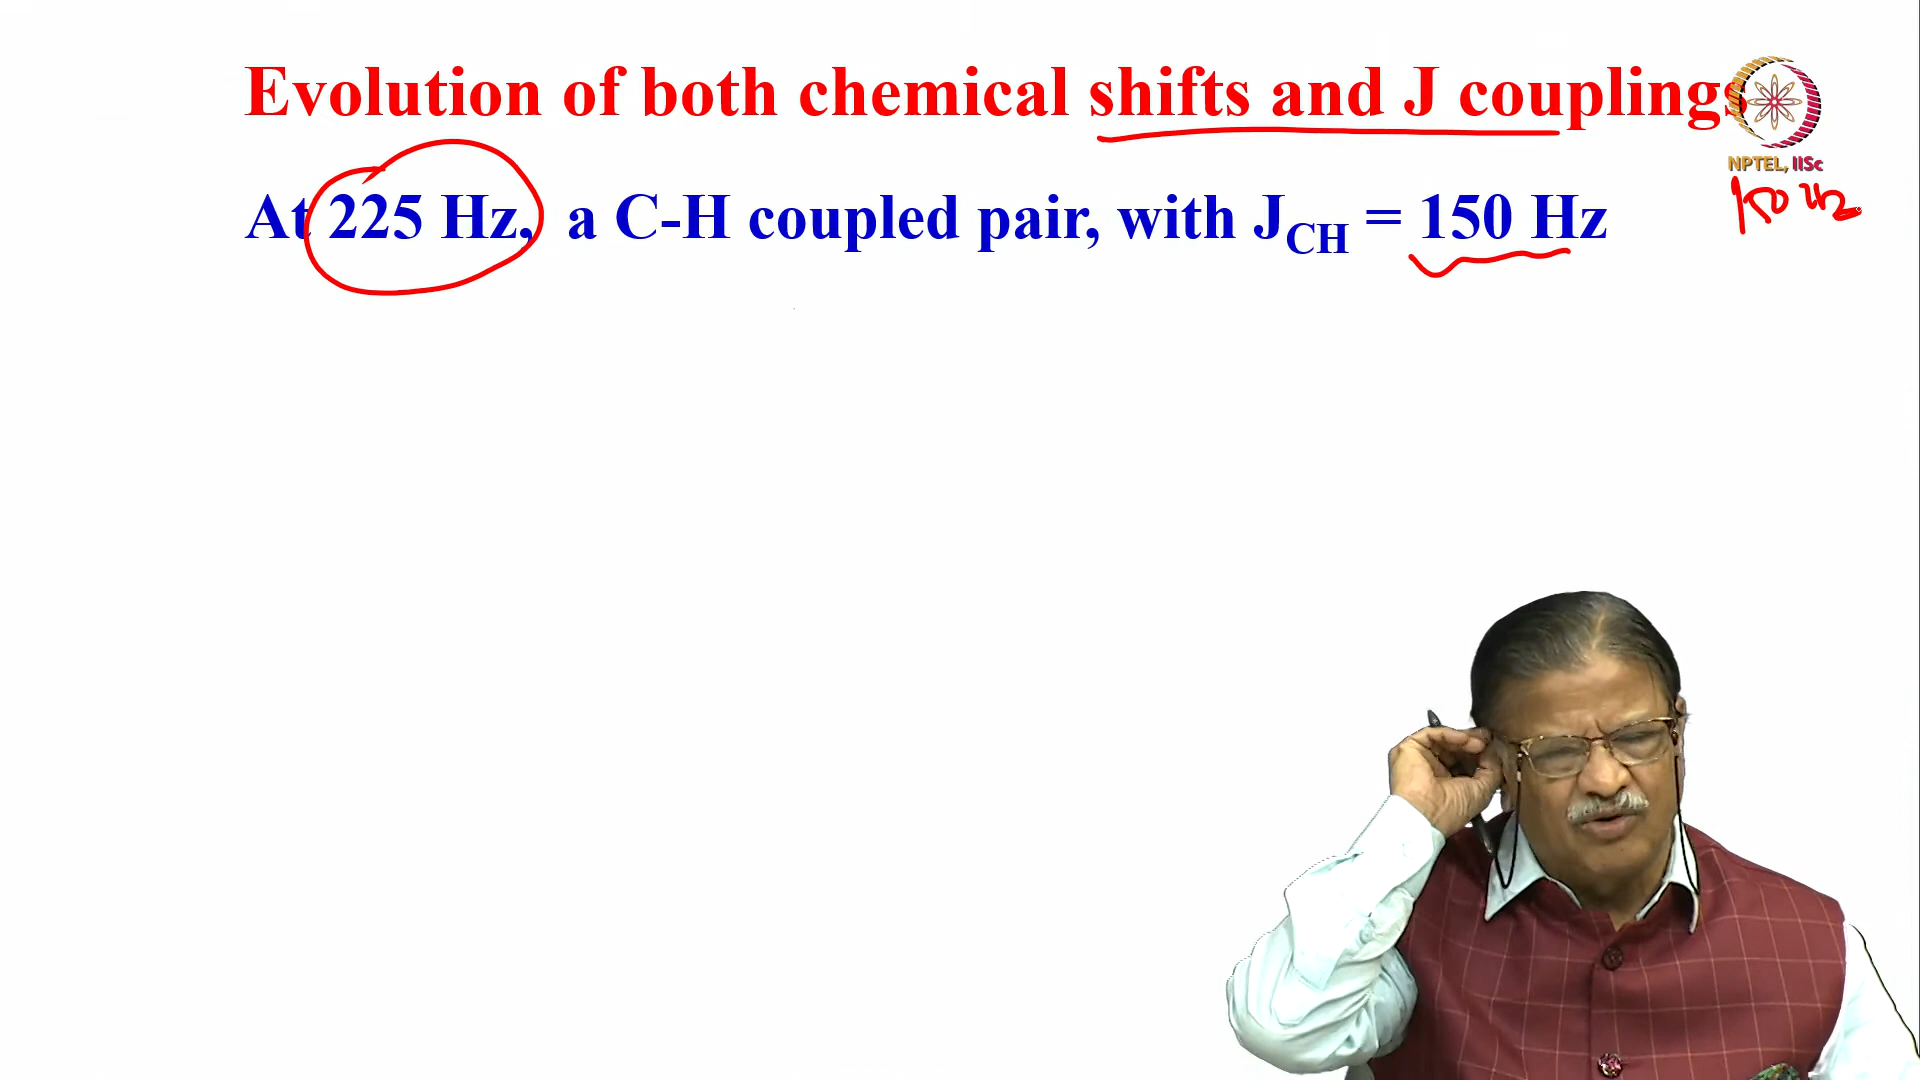 Evolution of both chemical shifts and J couplings
NPTEL, IISc
At 225 Hz, a C-H coupled pair, with J_CH = 150 Hz
150 Hz